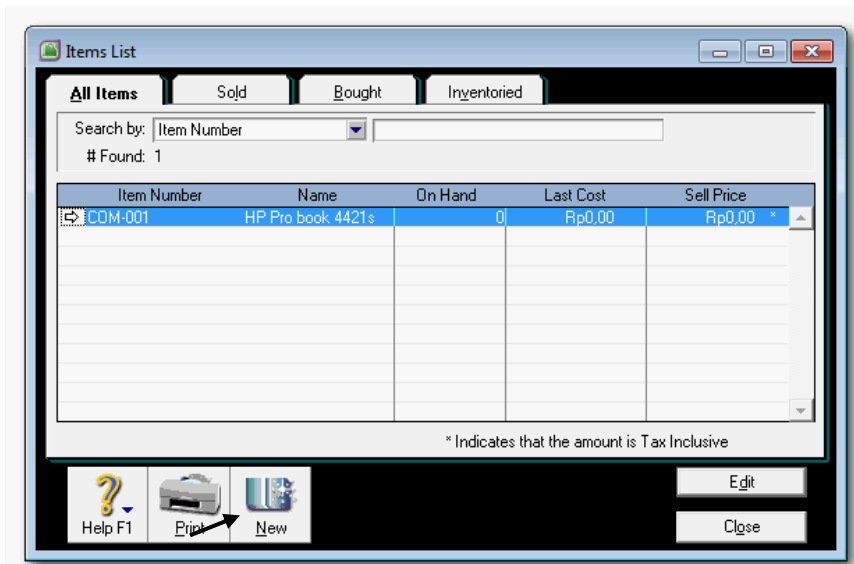 Items List
All Items Sold Bought Inventoried
Search by: Item Number
# Found: 1
Item Number Name On Hand Last Cost Sell Price
COM-001 HP Pro book 4421s 0 Rp0,00 Rp0,00 *
* Indicates that the amount is Tax Inclusive
Edit
Help F1 Print New
Close